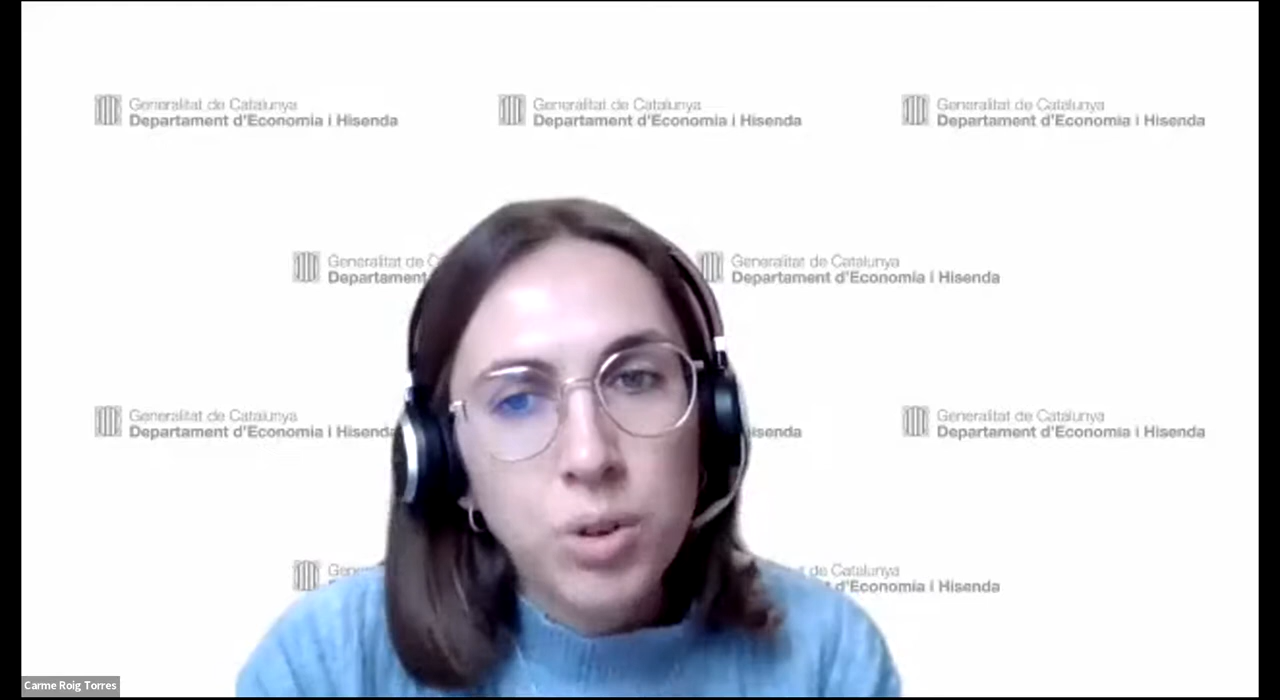 Generalitat de Catalunya
Departament d'Economia i Hisenda
Generalitat de Catalunya
Departament d'Economia i Hisenda
Generalitat de Catalunya
Departament d'Economia i Hisenda
Generalitat de
Departament
Generalitat de Catalunya
Departament d'Economia i Hisenda
Generalitat de Catalunya
Departament d'Economia i Hisenda
Generalitat de Catalunya
Departament d'Economia i Hisenda
de Catalunya
d'Economia i Hisenda
Carme Roig Torres